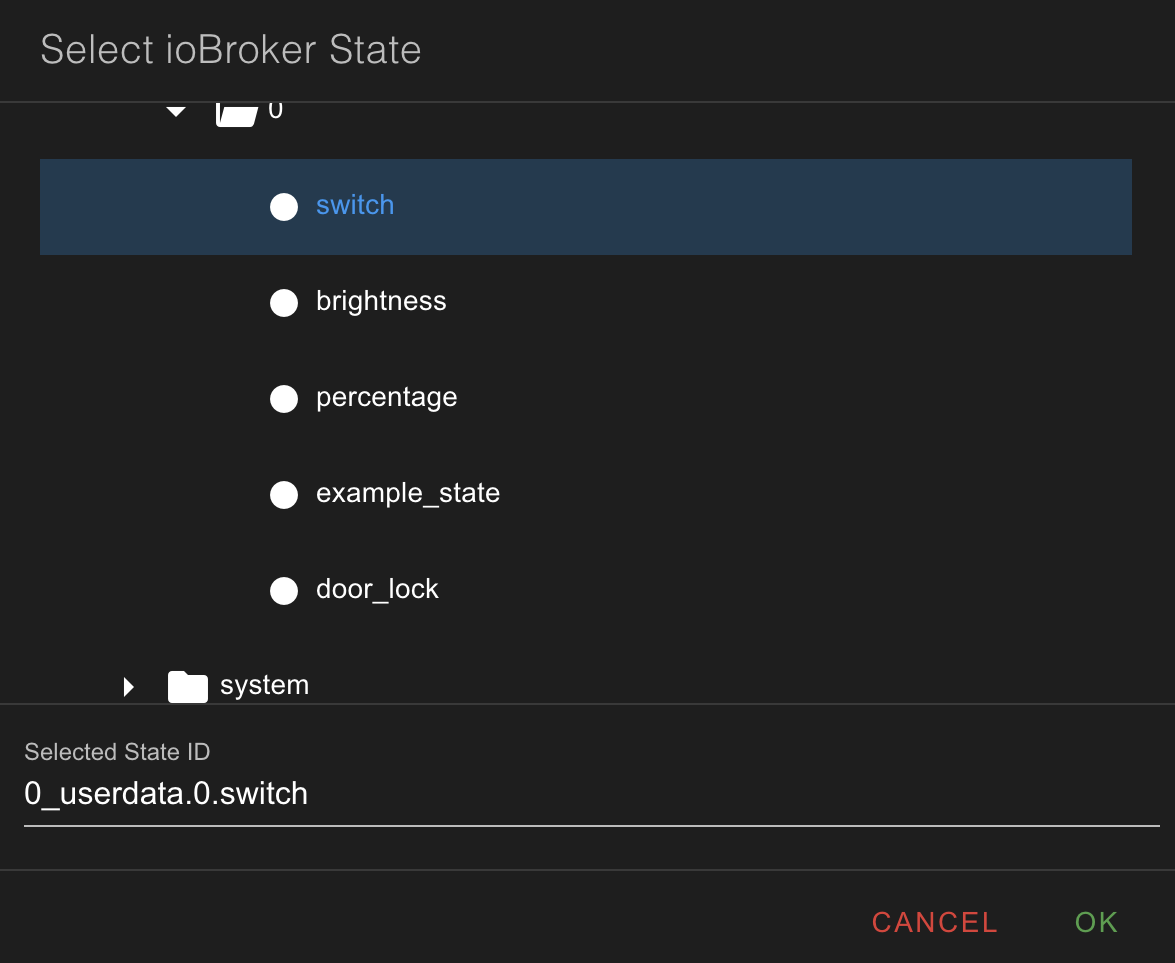 Select ioBroker State
0
switch
brightness
percentage
example_state
door_lock
system
Selected State ID
0_userdata.0.switch
CANCEL OK